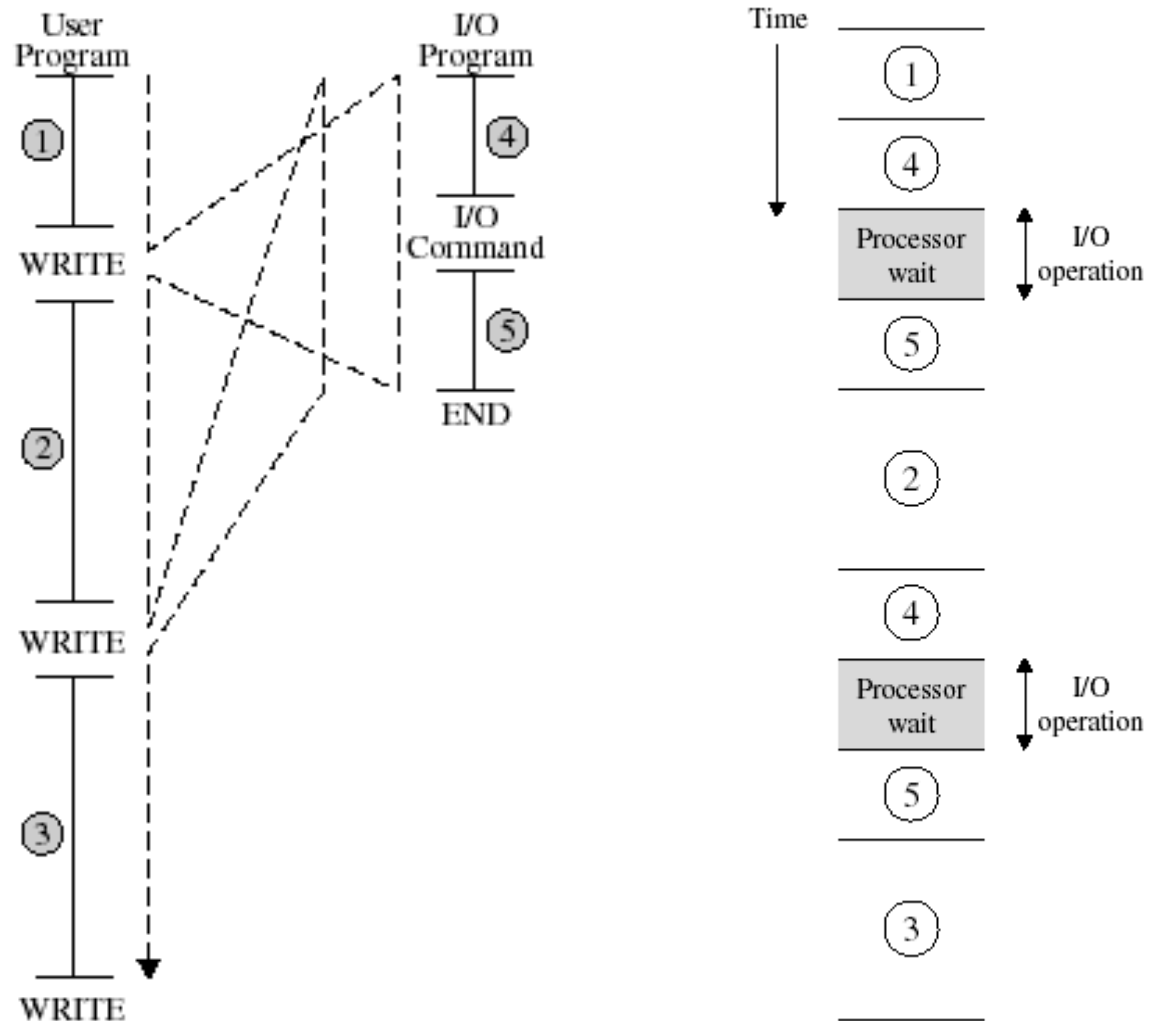 User
Program
1
WRITE
2
WRITE
3
WRITE
I/O
Program
4
I/O
Command
5
END
Time
1
4
Processor
wait
I/O
operation
5
2
4
Processor
wait
I/O
operation
5
3